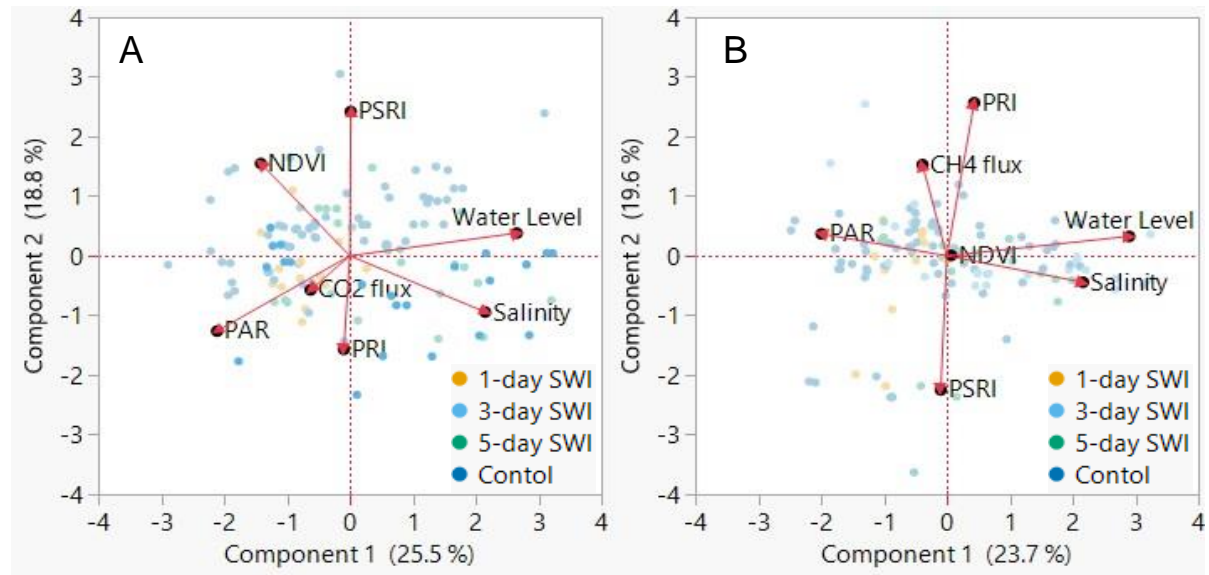 A
4
3
2
1
0
-1
-2
-3
-4
-4 -3 -2 -1 0 1 2 3 4
Component 2 (18.8 %)
Component 1 (25.5 %)
PSRI
NDVI
Water Level
CO2 flux
Salinity
PAR
PRI
1-day SWI
3-day SWI
5-day SWI
Contol
B
4
3
2
1
0
-1
-2
-3
-4
-4 -3 -2 -1 0 1 2 3 4
Component 2 (19.6 %)
Component 1 (23.7 %)
PRI
CH4 flux
Water Level
PAR
NDVI
Salinity
PSRI
1-day SWI
3-day SWI
5-day SWI
Contol